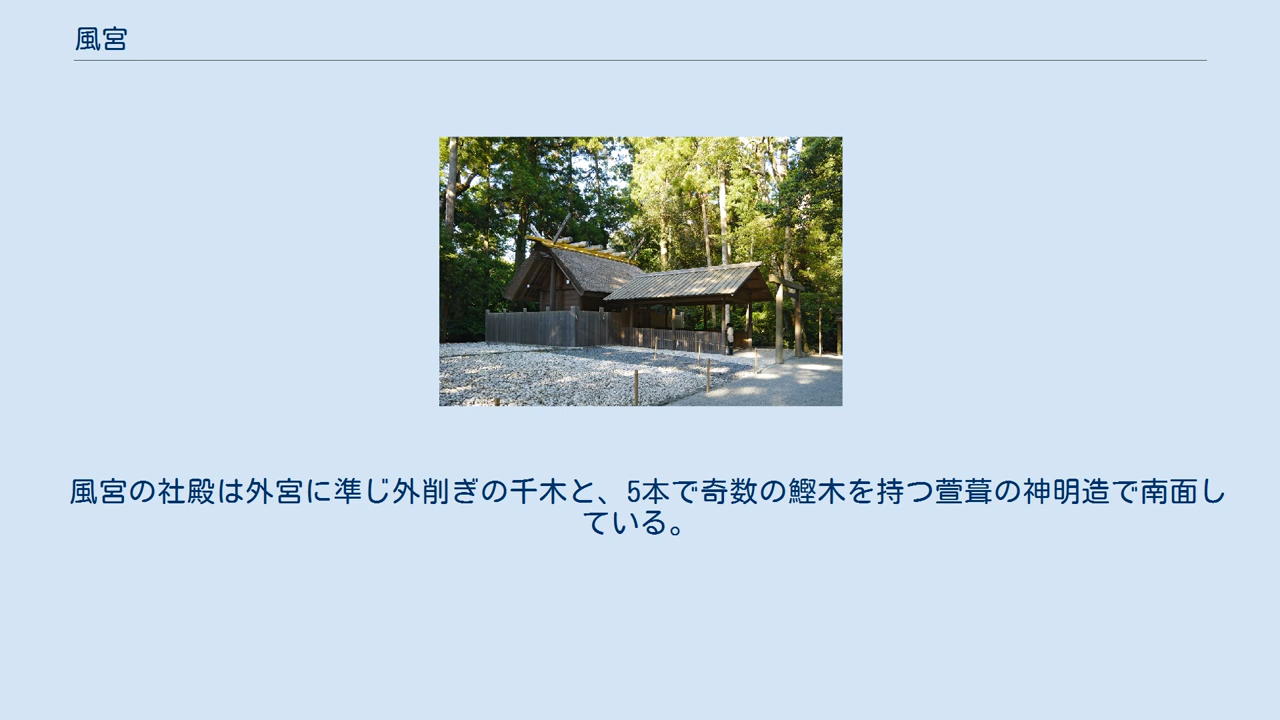 風宮
風宮の社殿は外宮に準じ外削ぎの千木と、5本で奇数の鰹木を持つ萱葺の神明造で南面し
ている。